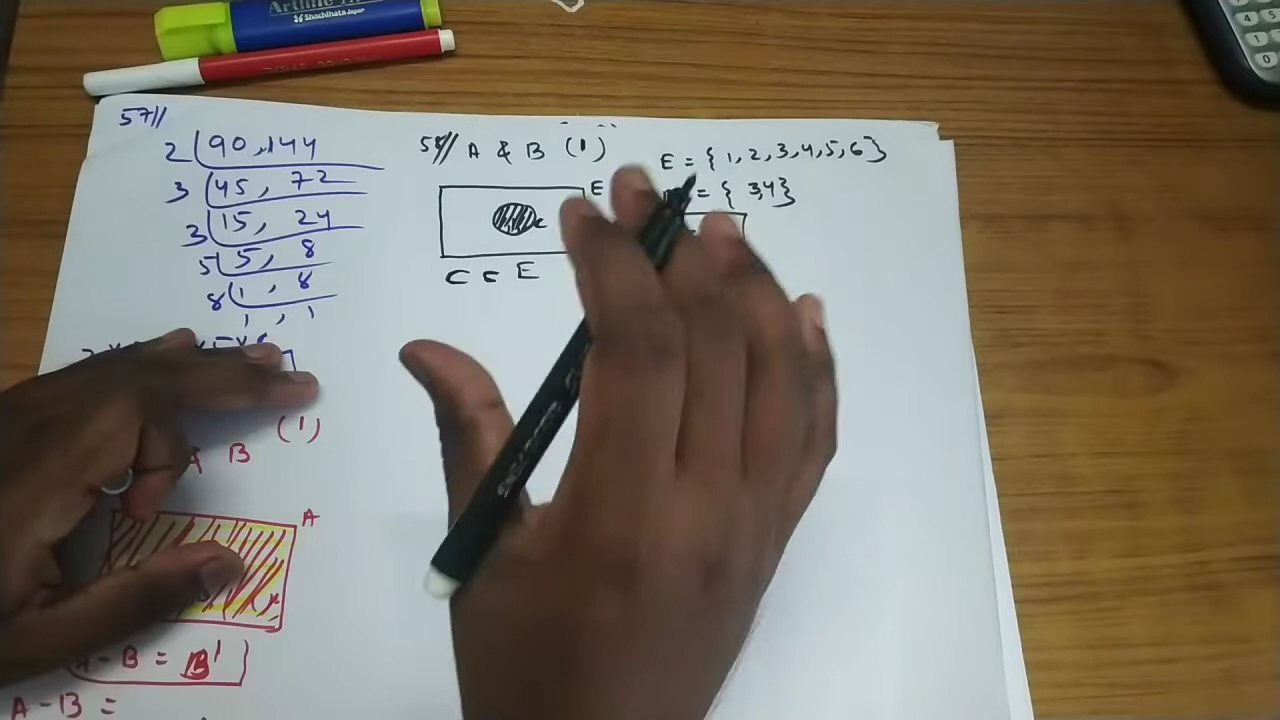 Artline
Shachihata Japan
57//
2 90,144
3 45, 72
3 15, 24
5 5, 8
8 1, 8
1, 1
(1)
A B
A
A - B = B'
A - B =
58// A & B (1)
E
C
C E E
E = {1,2,3,4,5,6}
= { 3,4}